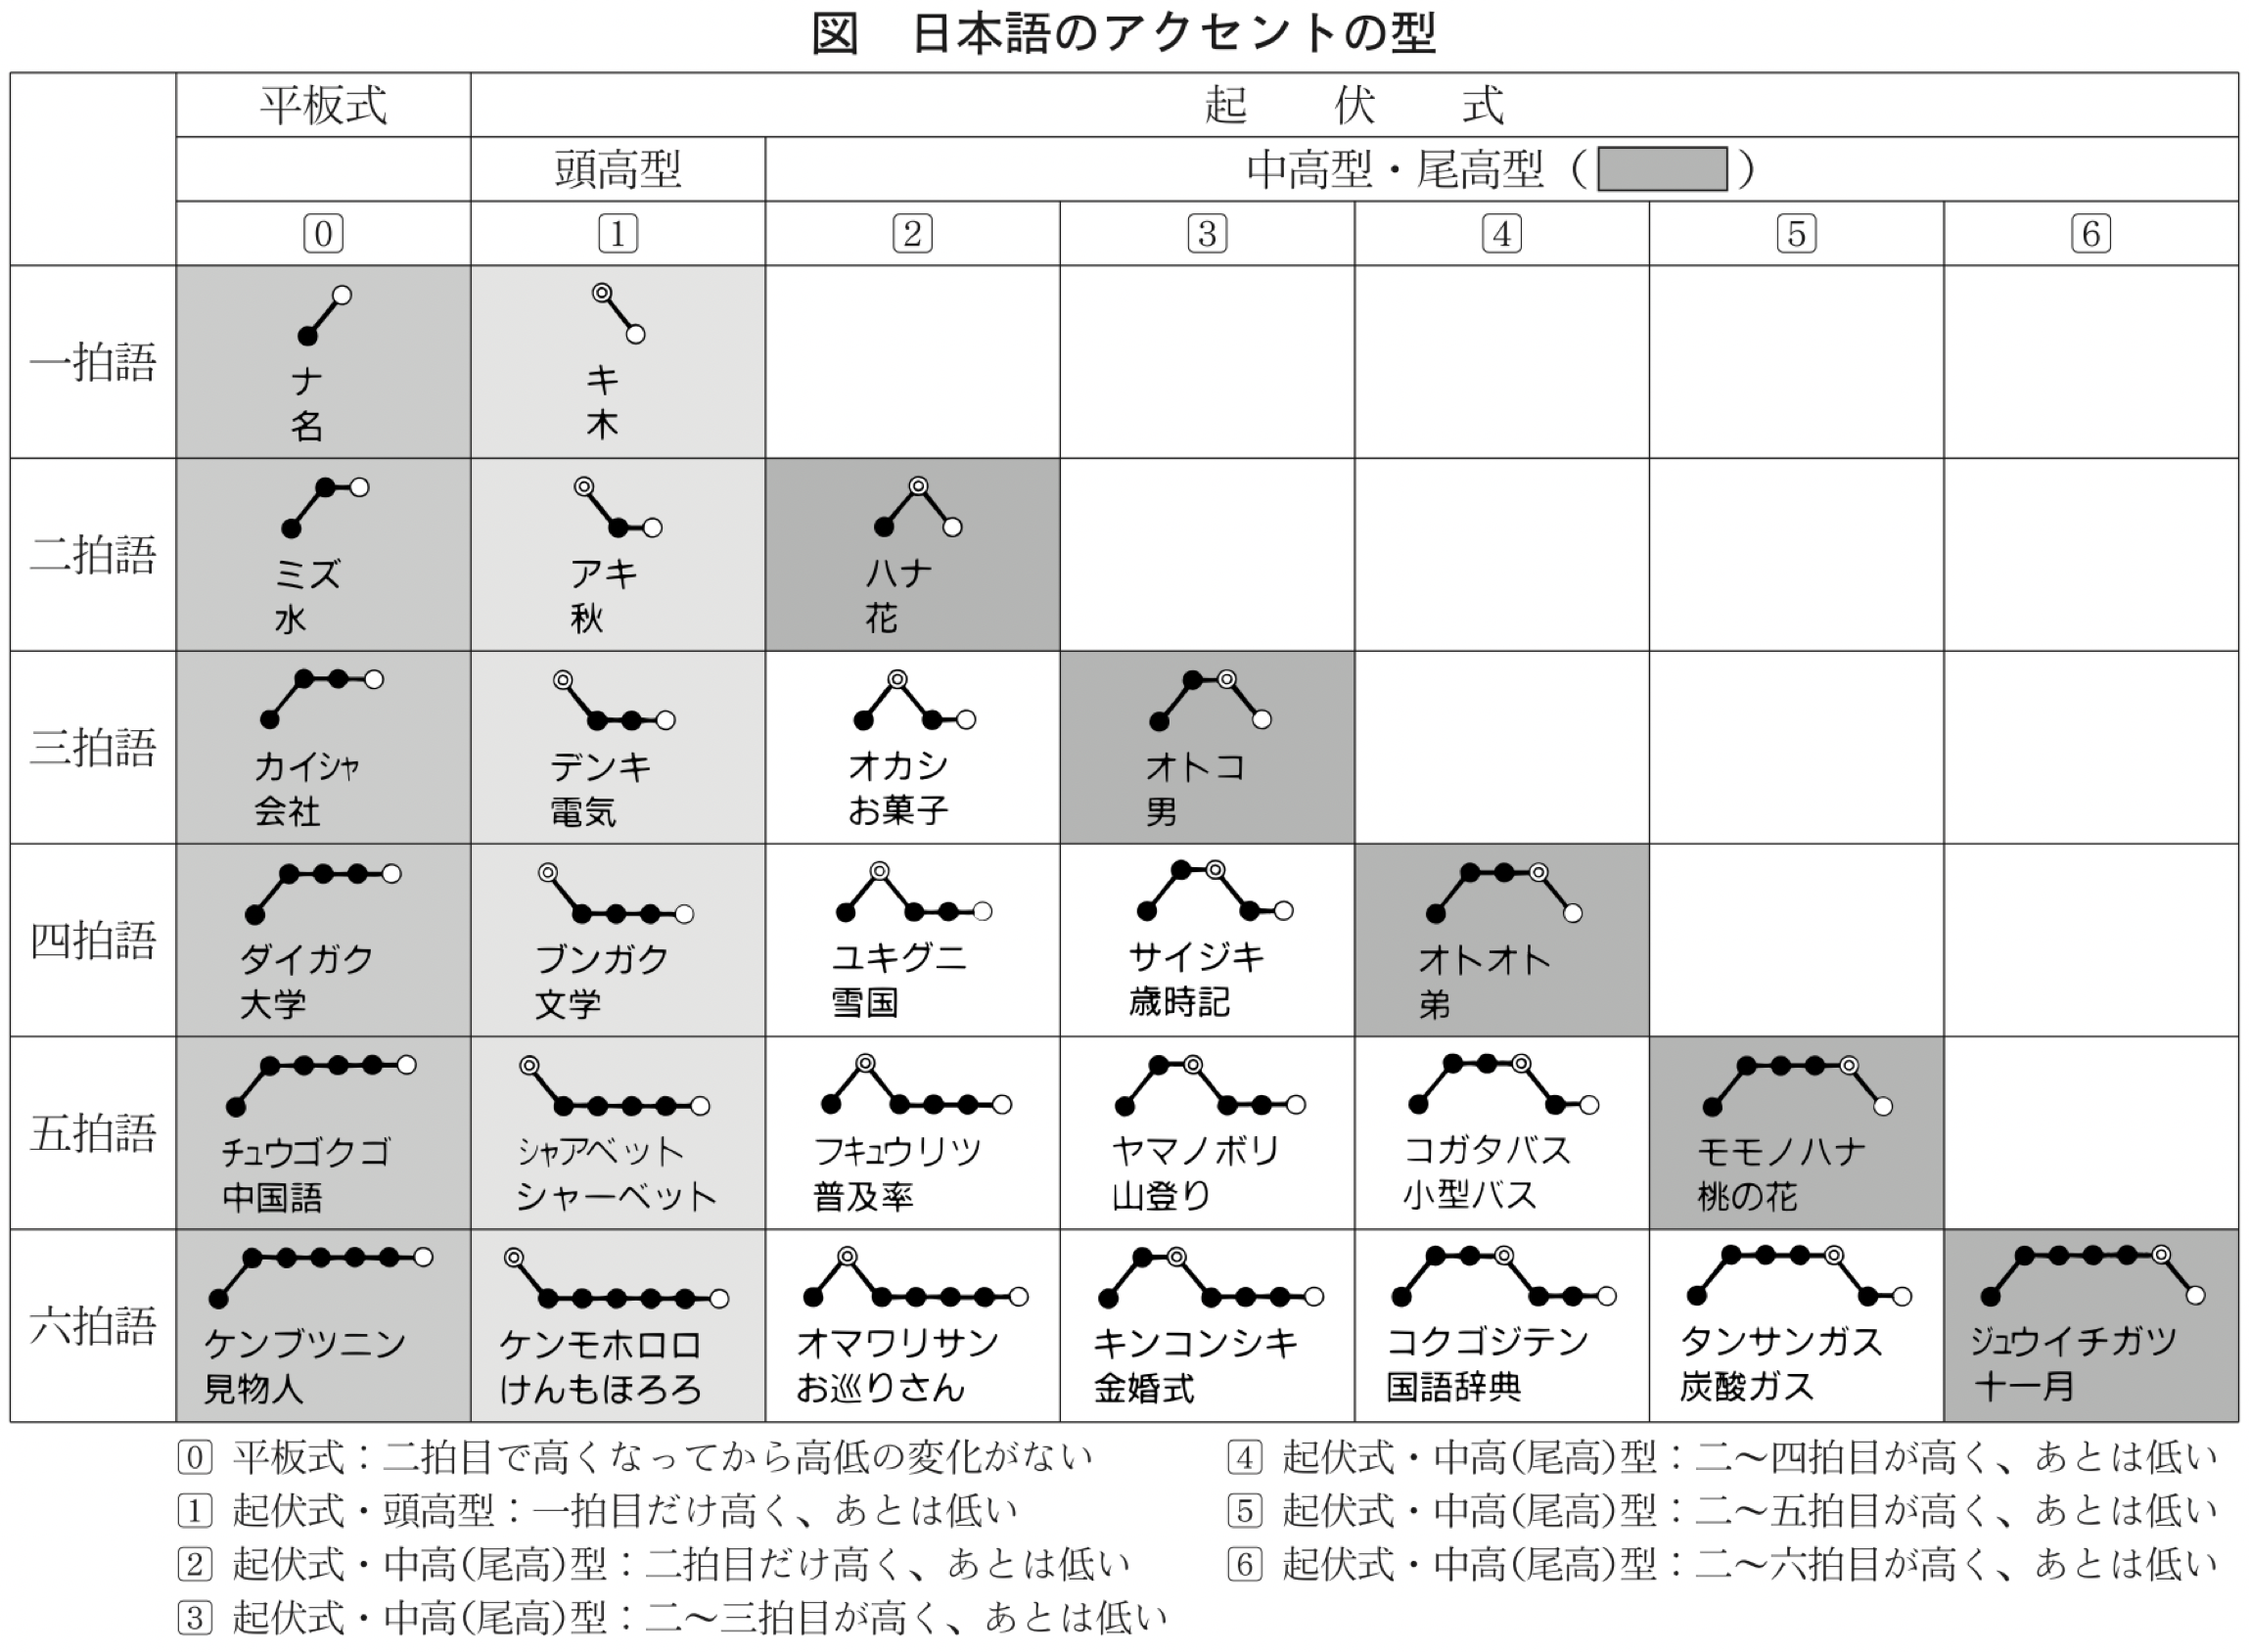 図　日本語のアクセントの型
平板式　起　伏　式
頭高型　中高型・尾高型（　）
0 1 2 3 4 5 6
一拍語
ナ　キ
名　木
二拍語
ミズ　アキ　ハナ
水　秋　花
三拍語
カイシャ　デンキ　オカシ　オトコ
会社　電気　お菓子　男
四拍語
ダイガク　ブンガク　ユキグニ　サイジキ　オトオト
大学　文学　雪国　歳時記　弟
五拍語
チュウゴクゴ　シャアベット　フキュウリツ　ヤマノボリ　コガタバス　モモノハナ
中国語　シャーベット　普及率　山登り　小型バス　桃の花
六拍語
ケンブツニン　ケンモホロロ　オマワリサン　キンコンシキ　コクゴジテン　タンサンガス　ジュウイチガツ
見物人　けんもほろろ　お巡りさん　金婚式　国語辞典　炭酸ガス　十一月
0 平板式：二拍目で高くなってから高低の変化がない
1 起伏式・頭高型：一拍目だけ高く、あとは低い
2 起伏式・中高(尾高)型：二拍目だけ高く、あとは低い
3 起伏式・中高(尾高)型：二〜三拍目が高く、あとは低い
4 起伏式・中高(尾高)型：二〜四拍目が高く、あとは低い
5 起伏式・中高(尾高)型：二〜五拍目が高く、あとは低い
6 起伏式・中高(尾高)型：二〜六拍目が高く、あとは低い